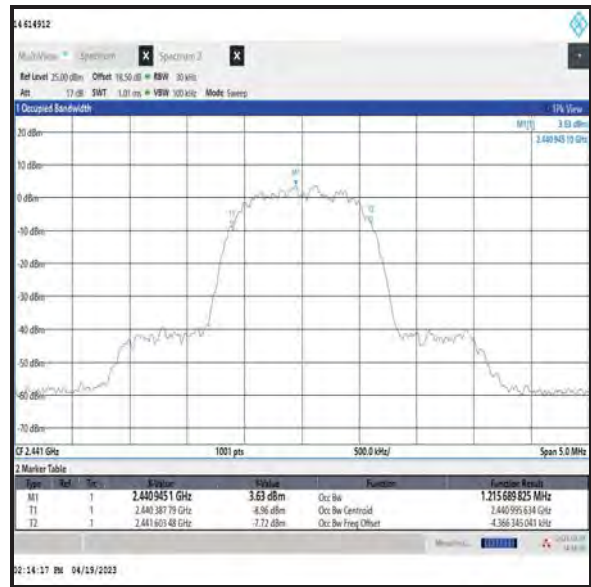 14 614912
MultiView Spectrum X Spectrum 2 X
Ref Level 25.00 dBm Offset 18.50 dB RBW 30 kHz
Att 17 dB SWT 1.01 ms VBW 100 kHz Mode Sweep
1 Occupied Bandwidth 1Pk View
M1[1] 3.63 dBm
2.440 945 10 GHz
20 dBm
10 dBm
M1
0 dBm
T1 T2
-10 dBm
-20 dBm
-30 dBm
-40 dBm
-50 dBm
-60 dBm
-70 dBm
CF 2.441 GHz 1001 pts 500.0 kHz/ Span 5.0 MHz
2 Marker Table
Type Ref Trc X-Value Y-Value Function Function Result
M1 1 2.4409451 GHz 3.63 dBm Occ Bw 1.215 689 825 MHz
T1 1 2.440 387 79 GHz -8.96 dBm Occ Bw Centroid 2.440 995 634 GHz
T2 1 2.441 603 48 GHz -7.72 dBm Occ Bw Freq Offset -4.366 345 041 kHz
02:14:17 PM 04/19/2023